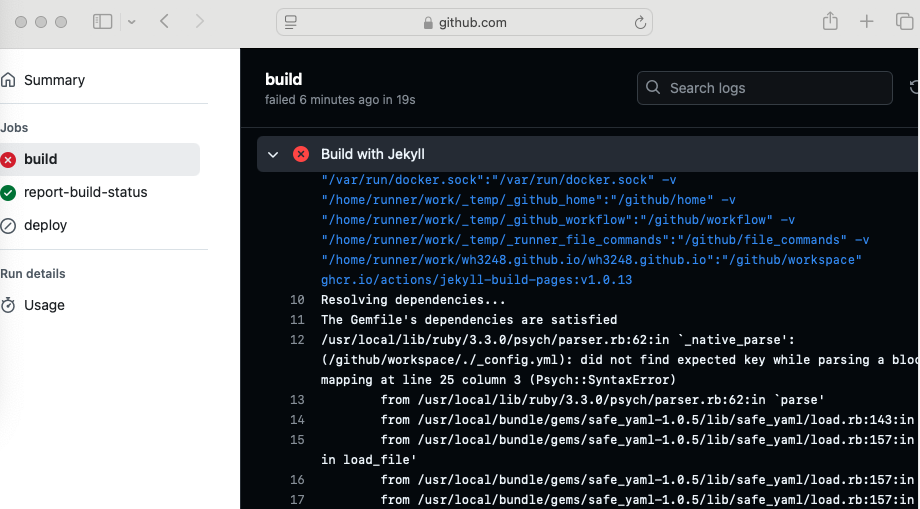 github.com
Summary
build
failed 6 minutes ago in 19s
Search logs
Jobs
build
report-build-status
deploy
Run details
Usage
Build with Jekyll
"/var/run/docker.sock":"/var/run/docker.sock" -v
"/home/runner/work/_temp/_github_home":"/github/home" -v
"/home/runner/work/_temp/_github_workflow":"/github/workflow" -v
"/home/runner/work/_temp/_runner_file_commands":"/github/file_commands" -v
"/home/runner/work/wh3248.github.io/wh3248.github.io":"/github/workspace"
ghcr.io/actions/jekyll-build-pages:v1.0.13
10 Resolving dependencies...
11 The Gemfile's dependencies are satisfied
12 /usr/local/lib/ruby/3.3.0/psych/parser.rb:62:in `_native_parse':
(/github/workspace/./_config.yml): did not find expected key while parsing a bloc
mapping at line 25 column 3 (Psych::SyntaxError)
13 from /usr/local/lib/ruby/3.3.0/psych/parser.rb:62:in `parse'
14 from /usr/local/bundle/gems/safe_yaml-1.0.5/lib/safe_yaml/load.rb:143:in
15 from /usr/local/bundle/gems/safe_yaml-1.0.5/lib/safe_yaml/load.rb:157:in
in load_file'
16 from /usr/local/bundle/gems/safe_yaml-1.0.5/lib/safe_yaml/load.rb:157:in
17 from /usr/local/bundle/gems/safe_yaml-1.0.5/lib/safe_yaml/load.rb:157:in